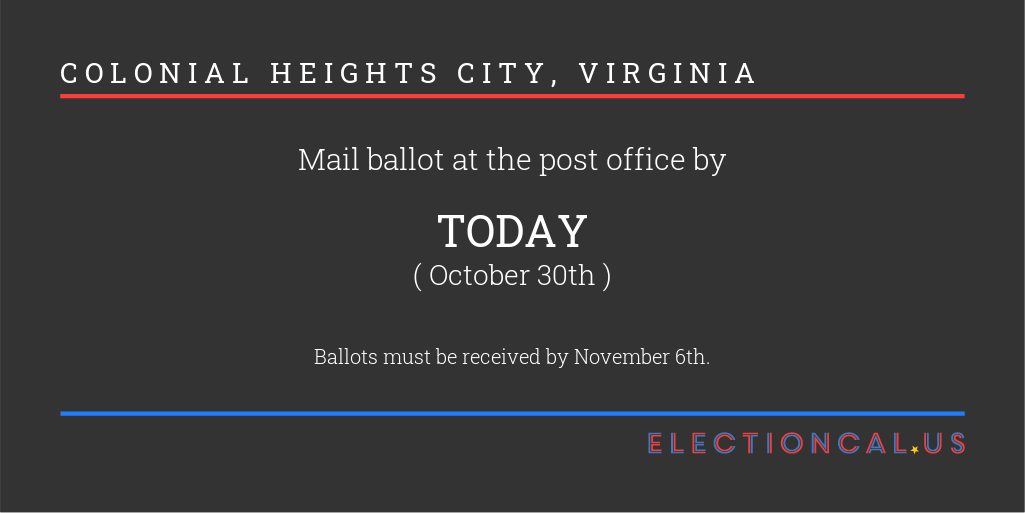 COLONIAL HEIGHTS CITY, VIRGINIA
Mail ballot at the post office by
TODAY
( October 30th )
Ballots must be received by November 6th.
ELECTIONCAL.US